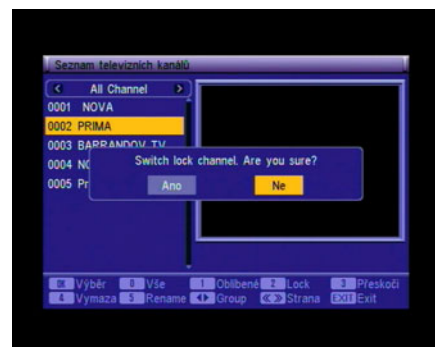 Seznam televizních kanálů
< All Channel >
0001 NOVA
0002 PRIMA
0003 BARRANDOV TV
0004 NO
0005 Pr
Switch lock channel. Are you sure?
Ano Ne
OK Výběr 0 Vše 1 Oblíbené 2 Lock 3 Přeskoči
4 Vymaza 5 Rename Group Strana EXIT Exit